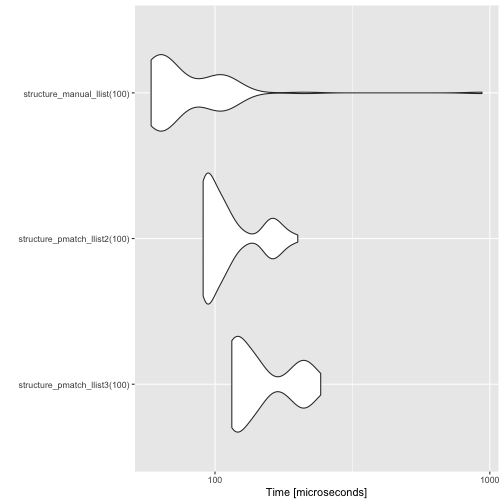 structure_manual_llist(100)
structure_pmatch_llist2(100)
structure_pmatch_llist3(100)
100
1000
Time [microseconds]